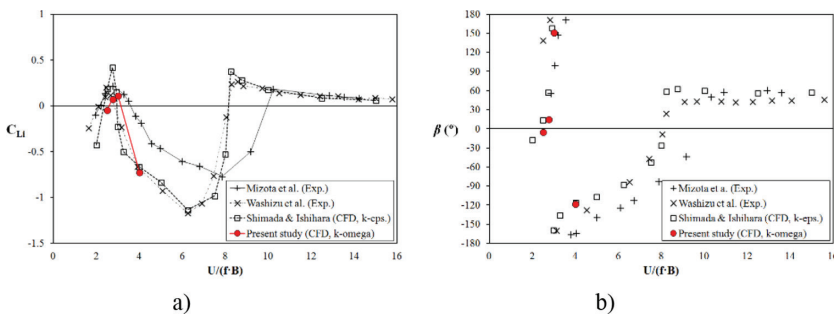 1
0.5
0
-0.5
-1
-1.5
C_Li
0 2 4 6 8 10 12 14 16
U/(f·B)
Mizota et al. (Exp.)
Washizu et al. (Exp.)
Shimada & Ishihara (CFD, k-eps.)
Present study (CFD, k-omega)
a)
180
150
120
90
60
30
0
-30
-60
-90
-120
-150
-180
β (°)
0 2 4 6 8 10 12 14 16
U/(f·B)
Mizota et al. (Exp.)
Washizu et al. (Exp.)
Shimada & Ishihara (CFD, k-eps.)
Present study (CFD, k-omega)
b)